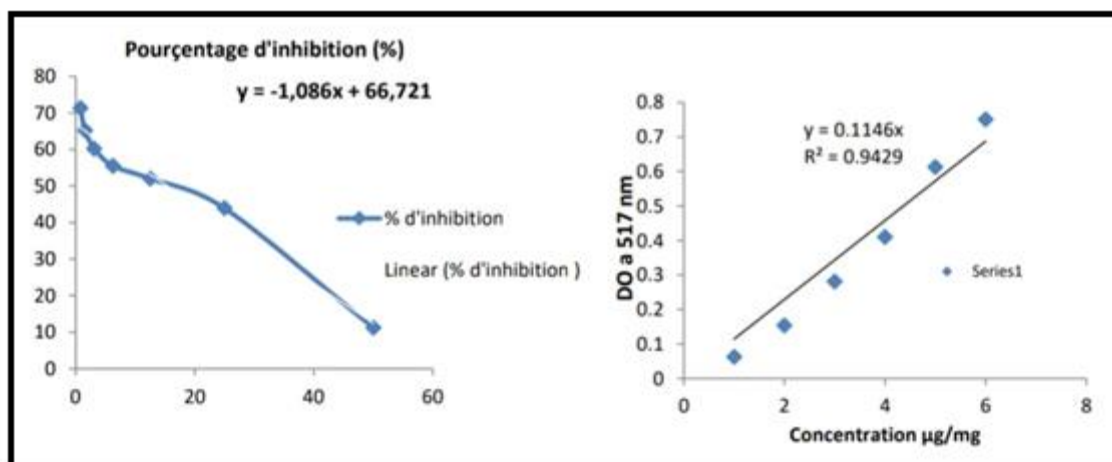 Pourçentage d'inhibition (%)
y = -1,086x + 66,721
80
70
60
50
40
30
20
10
0
0 20 40 60
% d'inhibition
Linear (% d'inhibition )
DO a 517 nm
0.8
0.7
0.6
0.5
0.4
0.3
0.2
0.1
0
y = 0.1146x
R² = 0.9429
Series1
0 2 4 6 8
Concentration µg/mg